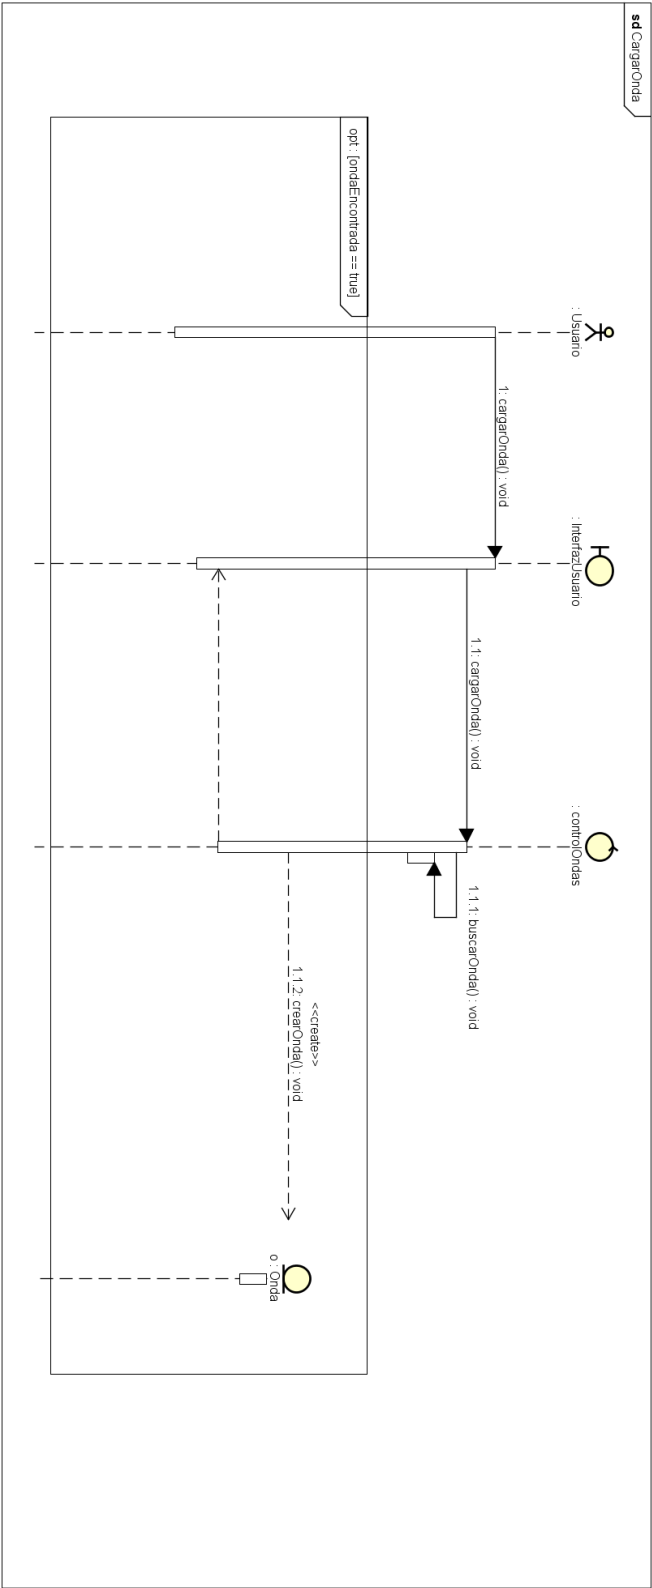 sd CargarOnda
: Usuario
: InterfazUsuario
: controlOndas
1: cargarOnda() : void
1.1: cargarOnda() : void
1.1.1: buscarOnda() : void
opt : [ondaEncontrada == true]
<<create>>
1.1.2: crearOnda() : void
o : Onda